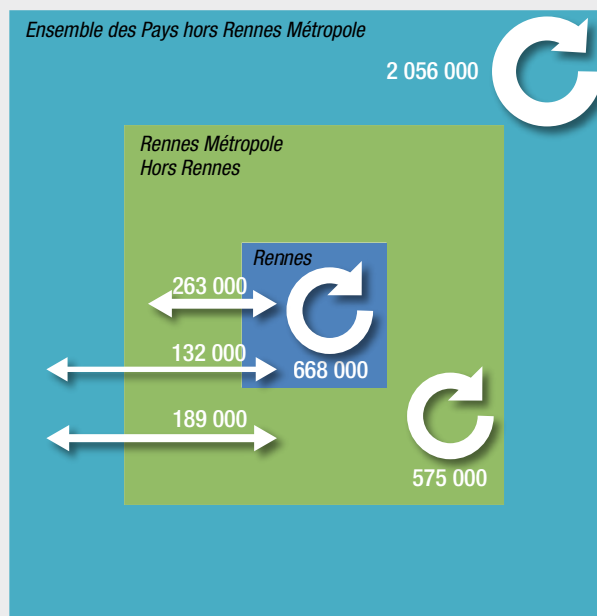 Ensemble des Pays hors Rennes Métropole
2 056 000
Rennes Métropole
Hors Rennes
Rennes
263 000
132 000
668 000
189 000
575 000